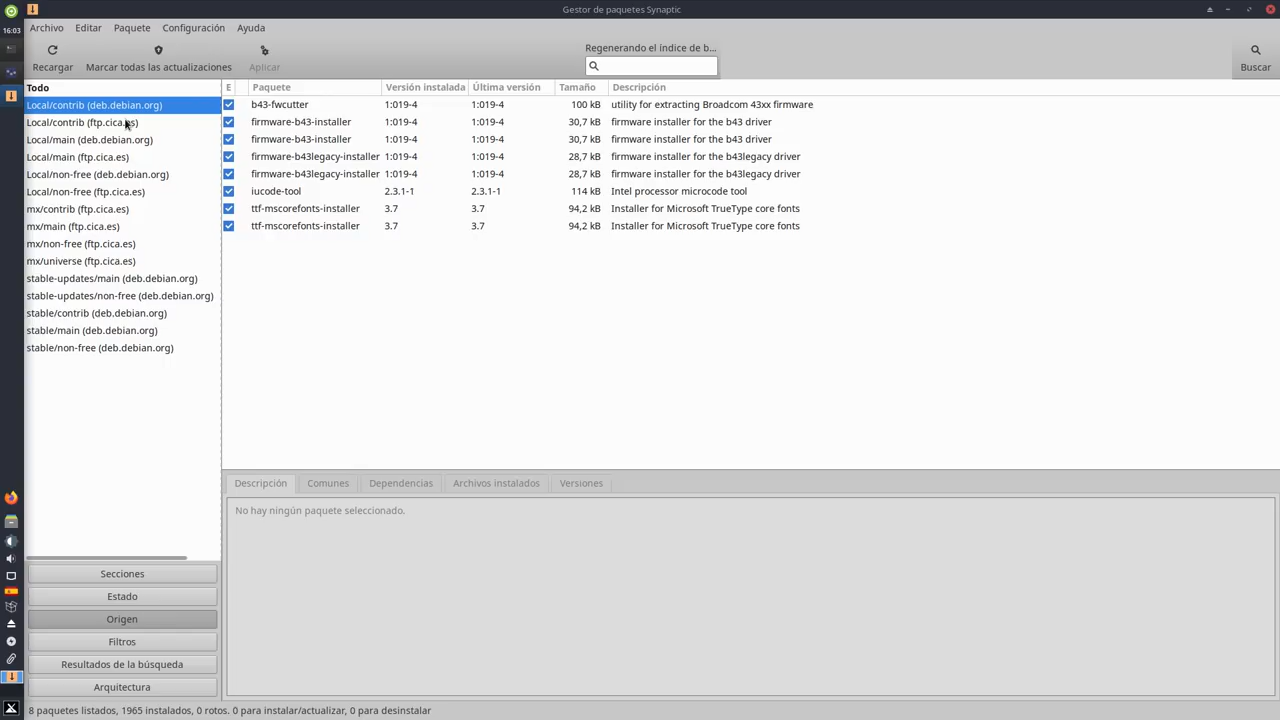 Gestor de paquetes Synaptic
16:03
Archivo Editar Paquete Configuración Ayuda
Recargar Marcar todas las actualizaciones Aplicar
Regenerando el índice de b...
Buscar
Todo
Local/contrib (deb.debian.org)
Local/contrib (ftp.cica.es)
Local/main (deb.debian.org)
Local/main (ftp.cica.es)
Local/non-free (deb.debian.org)
Local/non-free (ftp.cica.es)
mx/contrib (ftp.cica.es)
mx/main (ftp.cica.es)
mx/non-free (ftp.cica.es)
mx/universe (ftp.cica.es)
stable-updates/main (deb.debian.org)
stable-updates/non-free (deb.debian.org)
stable/contrib (deb.debian.org)
stable/main (deb.debian.org)
stable/non-free (deb.debian.org)
Secciones
Estado
Origen
Filtros
Resultados de la búsqueda
Arquitectura
E Paquete Versión instalada Última versión Tamaño Descripción
b43-fwcutter 1:019-4 1:019-4 100 kB utility for extracting Broadcom 43xx firmware
firmware-b43-installer 1:019-4 1:019-4 30,7 kB firmware installer for the b43 driver
firmware-b43-installer 1:019-4 1:019-4 30,7 kB firmware installer for the b43 driver
firmware-b43legacy-installer 1:019-4 1:019-4 28,7 kB firmware installer for the b43legacy driver
firmware-b43legacy-installer 1:019-4 1:019-4 28,7 kB firmware installer for the b43legacy driver
iucode-tool 2.3.1-1 2.3.1-1 114 kB Intel processor microcode tool
ttf-mscorefonts-installer 3.7 3.7 94,2 kB Installer for Microsoft TrueType core fonts
ttf-mscorefonts-installer 3.7 3.7 94,2 kB Installer for Microsoft TrueType core fonts
Descripción Comunes Dependencias Archivos instalados Versiones
No hay ningún paquete seleccionado.
8 paquetes listados, 1965 instalados, 0 rotos. 0 para instalar/actualizar, 0 para desinstalar